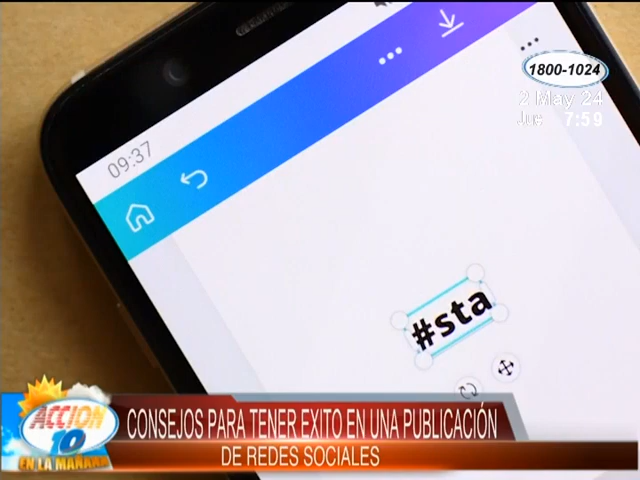 1800-1024
2 May 24
Jue 7:59
09:37
#sta
ACCION
10
EN LA MAÑANA
CONSEJOS PARA TENER EXITO EN UNA PUBLICACIÓN
DE REDES SOCIALES